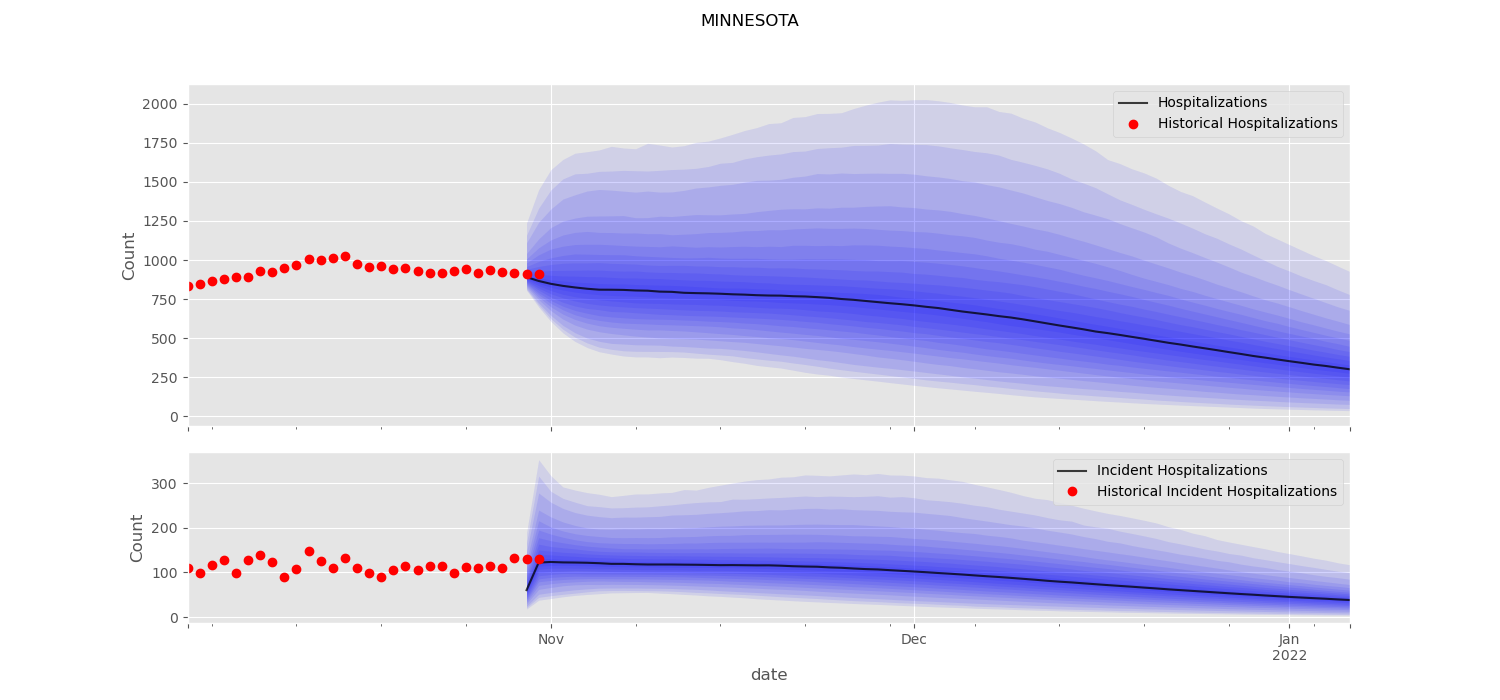 MINNESOTA
2000
1750
1500
1250
1000
750
500
250
0
Count
Hospitalizations
Historical Hospitalizations
300
200
100
0
Count
Incident Hospitalizations
Historical Incident Hospitalizations
Nov
Dec
Jan
2022
date